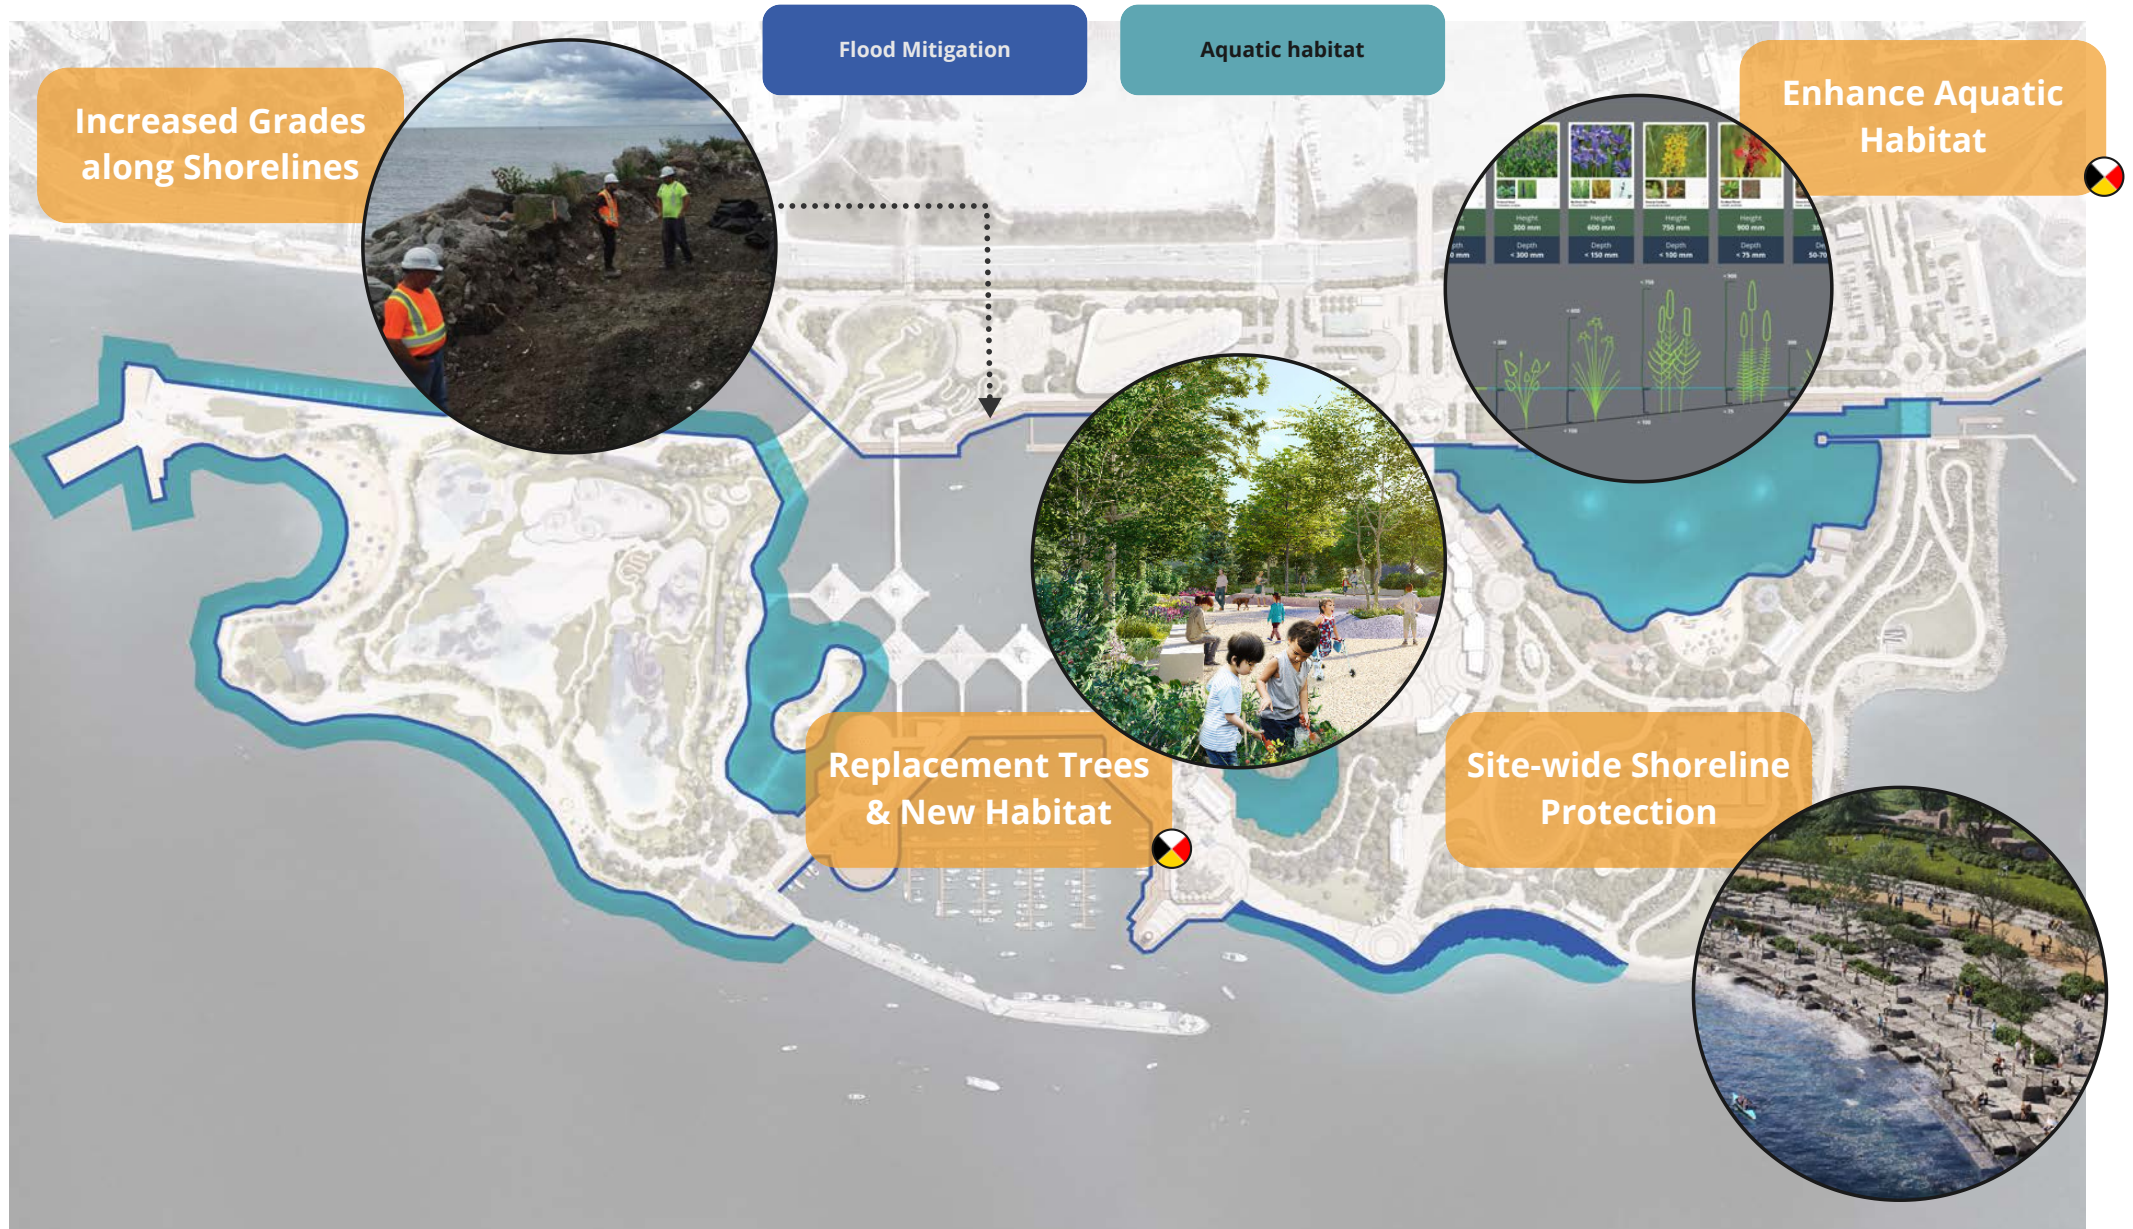 Flood Mitigation
Aquatic habitat
Increased Grades
along Shorelines
Enhance Aquatic
Habitat
Height
300 mm
Height
600 mm
Height
750 mm
Height
900 mm
Depth
< 300 mm
Depth
< 150 mm
Depth
< 100 mm
Depth
< 75 mm
50-70
Replacement Trees
& New Habitat
Site-wide Shoreline
Protection